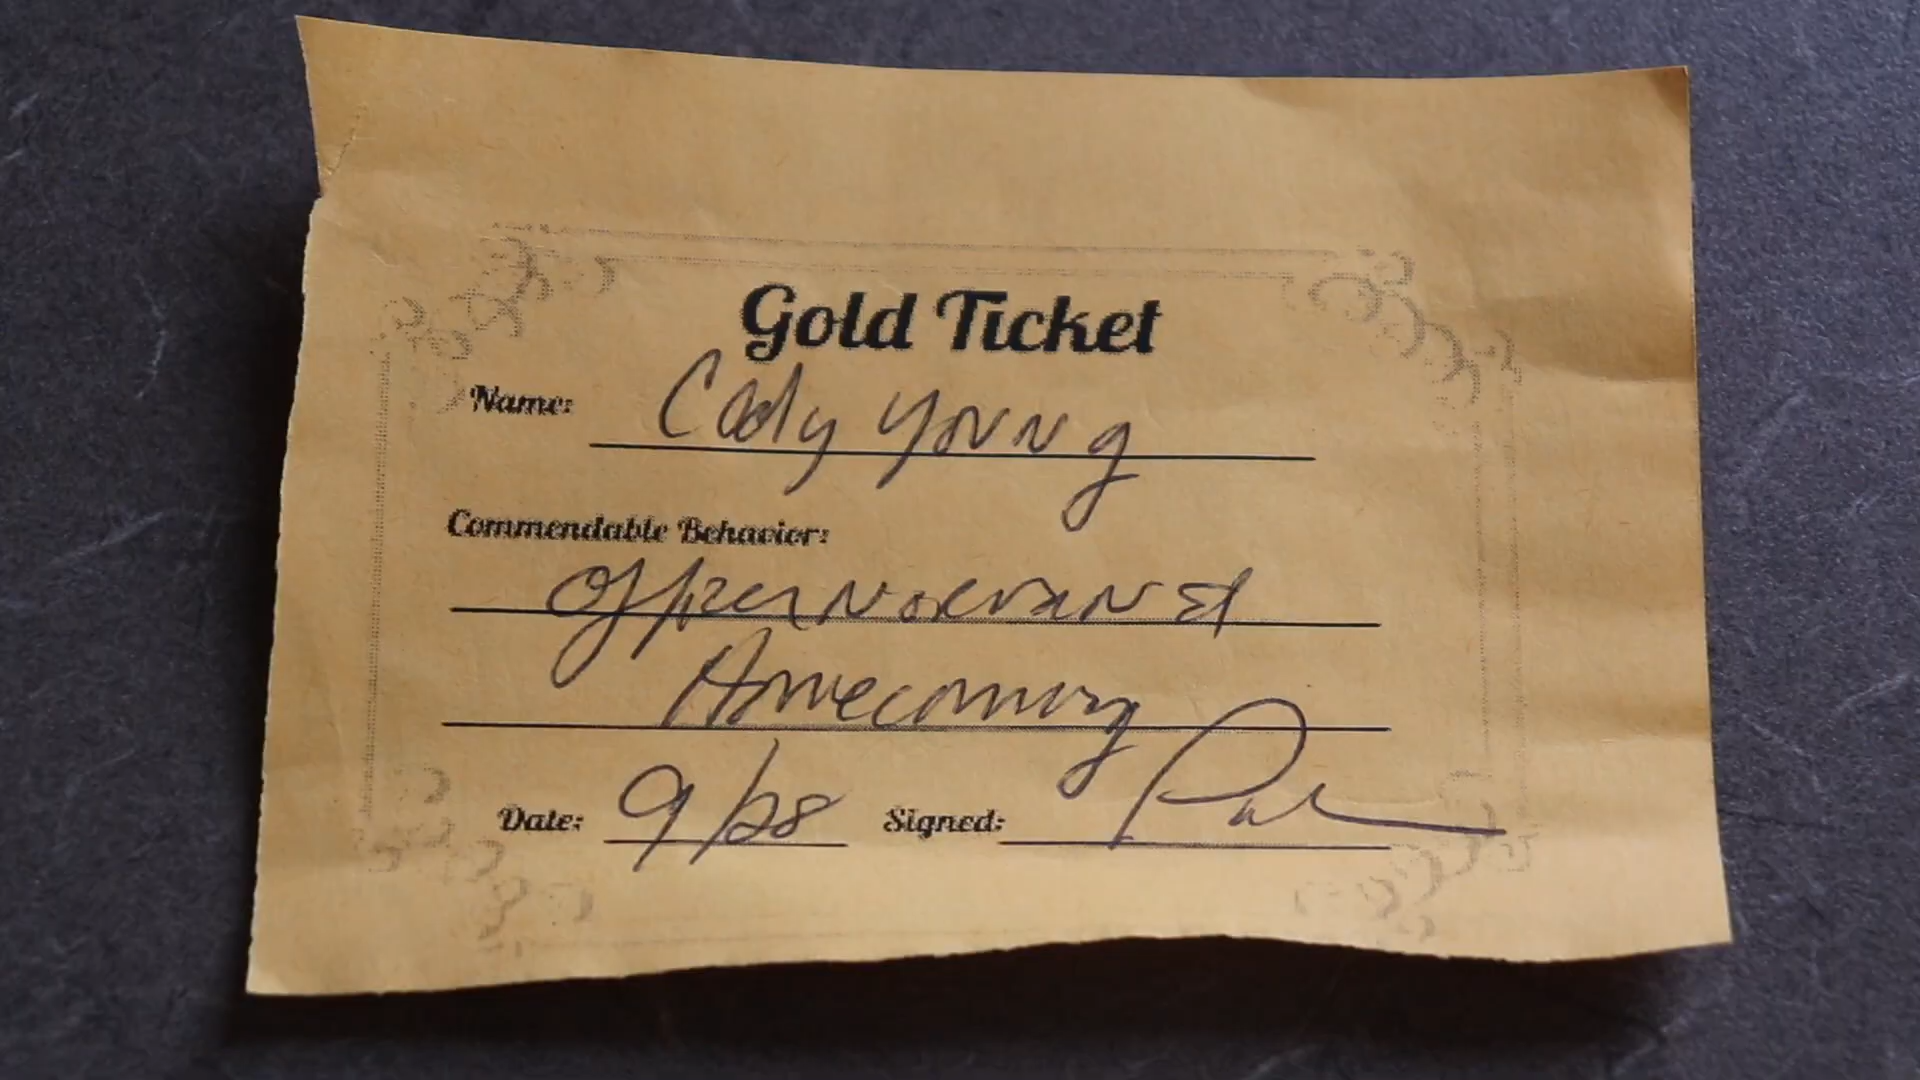 Gold Ticket
Name: Cody Young
Commendable Behavior:
Homecoming
Date: 9/28 Signed: